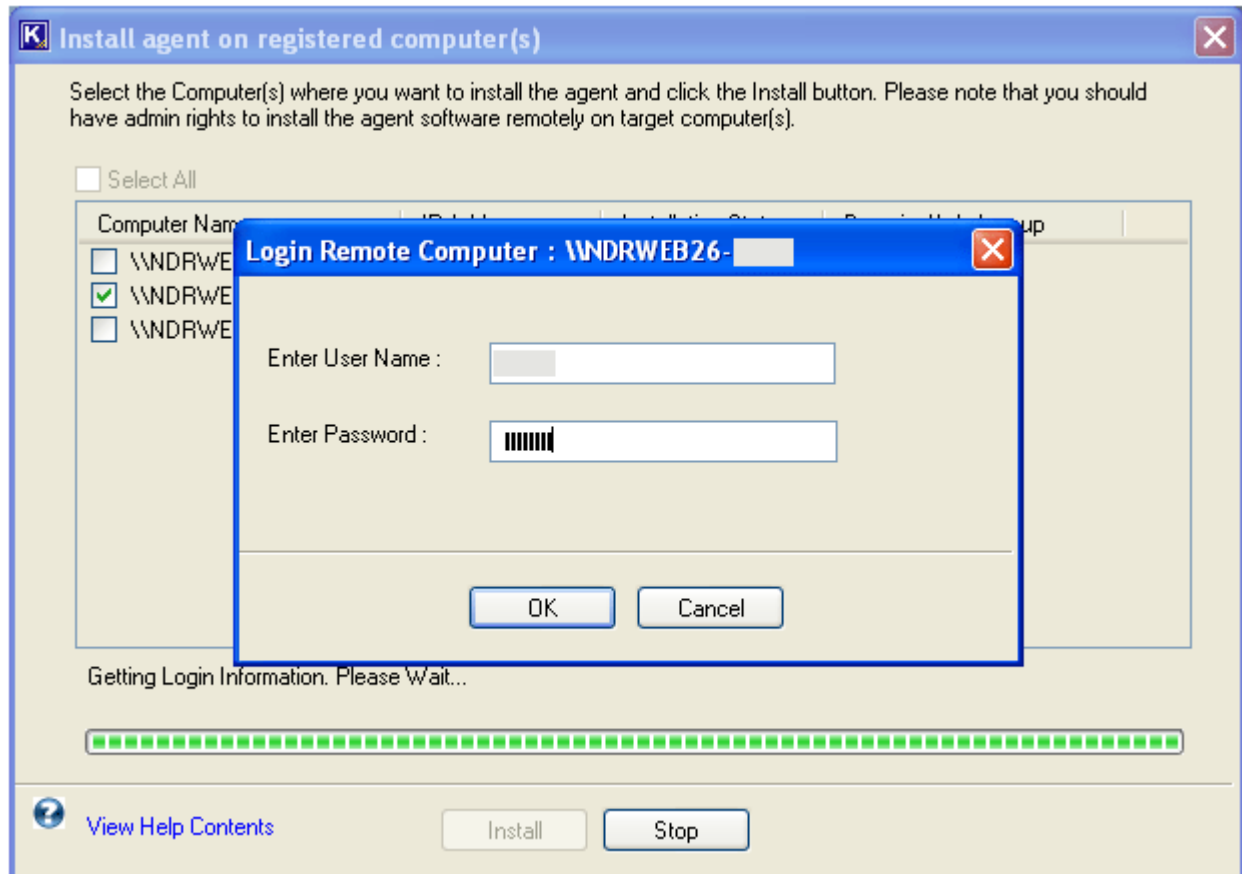 K
Install agent on registered computer(s)
Select the Computer(s) where you want to install the agent and click the Install button. Please note that you should
have admin rights to install the agent software remotely on target computer(s).
Select All
Computer Nam up
\\NDRWE
\\NDRWE
\\NDRWE
Login Remote Computer : \\NDRWEB26-
Enter User Name :
Enter Password :
OK Cancel
Getting Login Information. Please Wait...
View Help Contents Install Stop